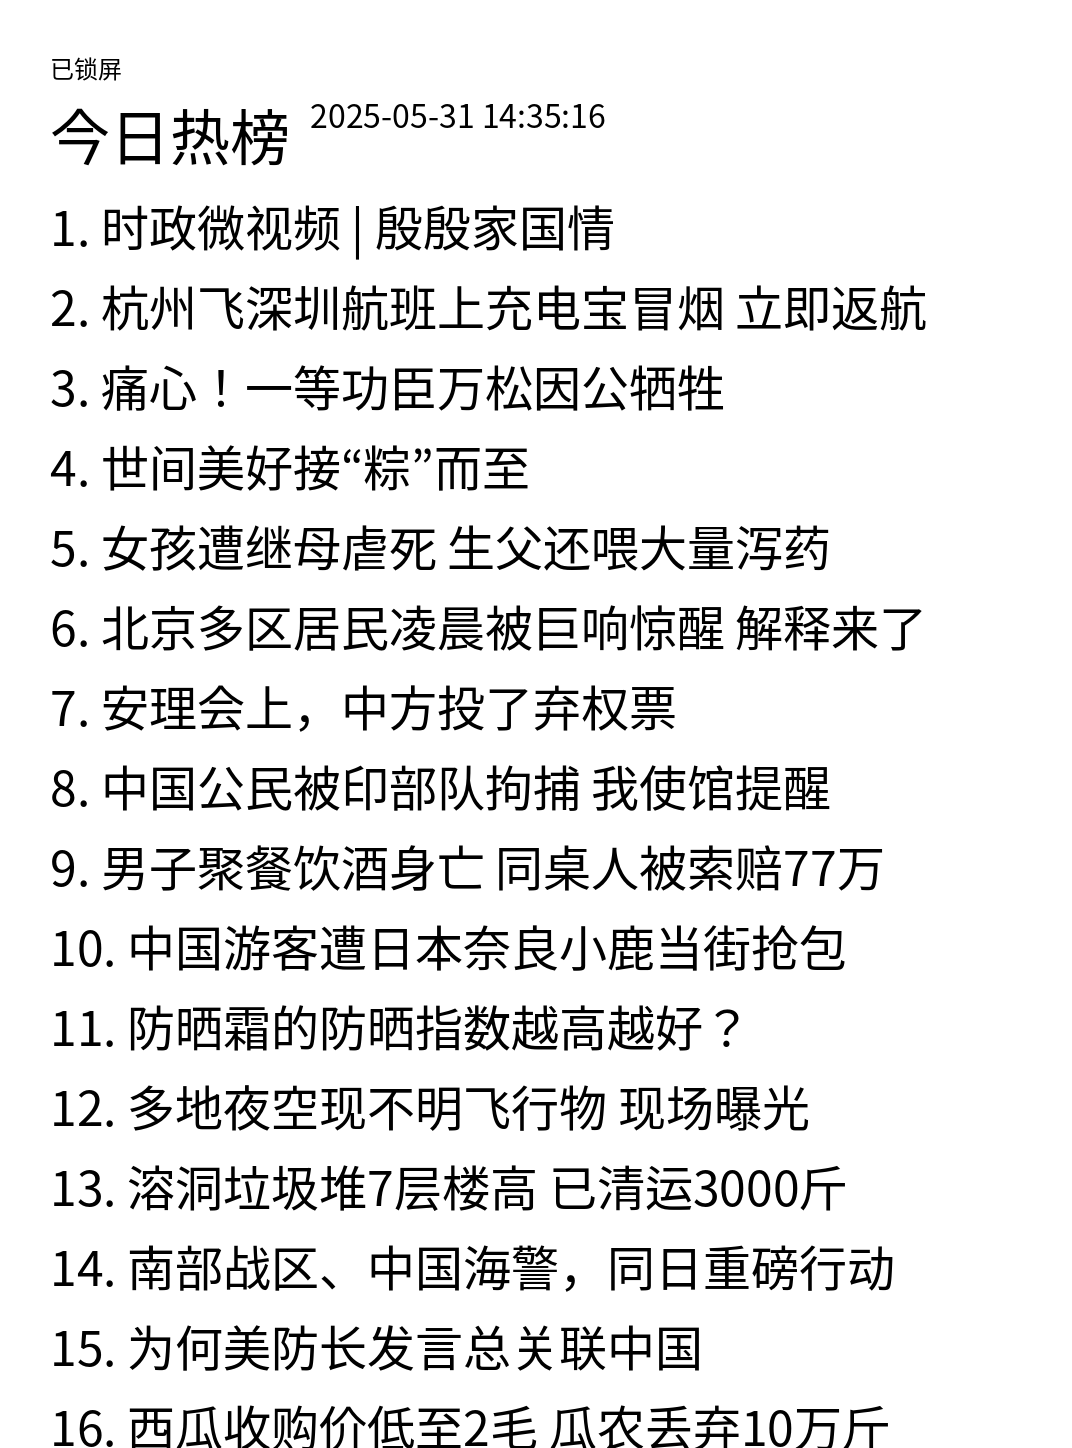 已锁屏
今日热榜 2025-05-31 14:35:16
1. 时政微视频 | 殷殷家国情
2. 杭州飞深圳航班上充电宝冒烟 立即返航
3. 痛心！一等功臣万松因公牺牲
4. 世间美好接“粽”而至
5. 女孩遭继母虐死 生父还喂大量泻药
6. 北京多区居民凌晨被巨响惊醒 解释来了
7. 安理会上，中方投了弃权票
8. 中国公民被印部队拘捕 我使馆提醒
9. 男子聚餐饮酒身亡 同桌人被索赔77万
10. 中国游客遭日本奈良小鹿当街抢包
11. 防晒霜的防晒指数越高越好？
12. 多地夜空现不明飞行物 现场曝光
13. 溶洞垃圾堆7层楼高 已清运3000斤
14. 南部战区、中国海警，同日重磅行动
15. 为何美防长发言总关联中国
16. 西瓜收购价低至2毛 瓜农丢弃10万斤